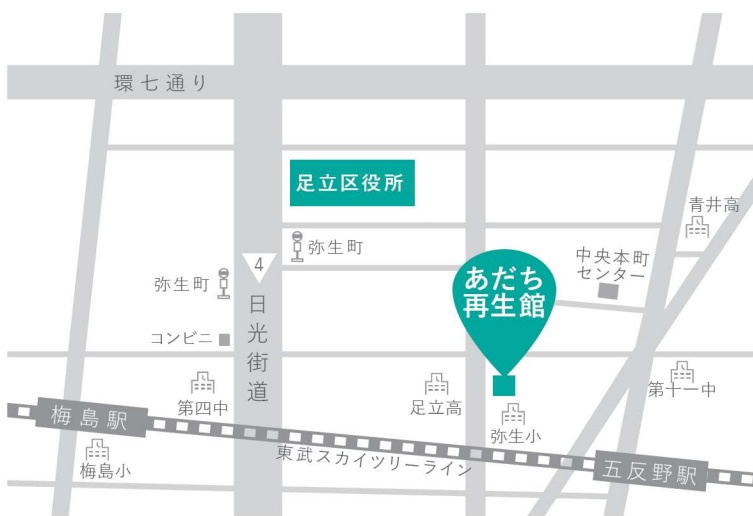 環七通り
足立区役所
青井高
弥生町
中央本町
センター
4
弥生町
あだち
再生館
日光街道
コンビニ
第四中
足立高
第十一中
梅島駅
弥生小
東武スカイツリーライン
梅島小
五反野駅